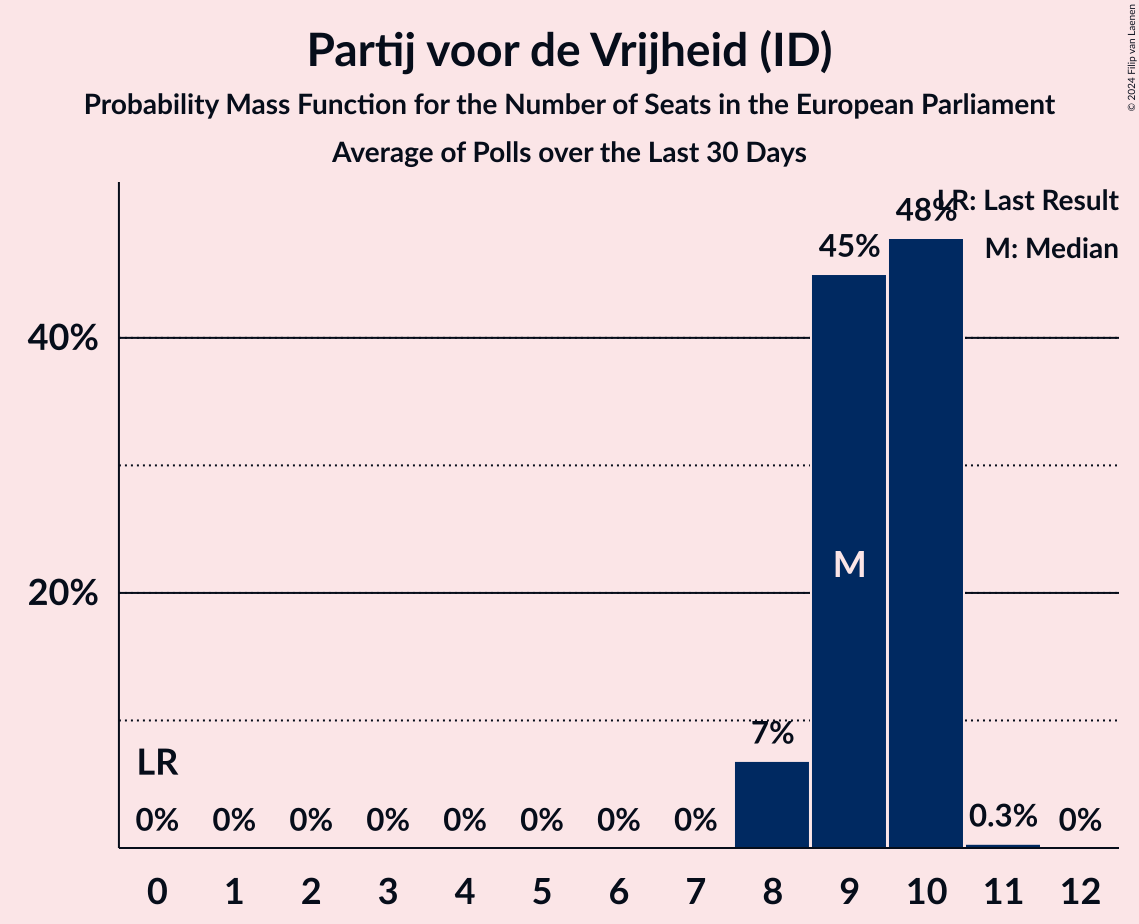 Partij voor de Vrijheid (ID)
Probability Mass Function for the Number of Seats in the European Parliament
Average of Polls over the Last 30 Days
© 2024 Filip van Laenen
LR: Last Result
M: Median
48%
45%
40%
M
20%
7%
LR
0% 0% 0% 0% 0% 0% 0% 0% 0.3% 0%
0 1 2 3 4 5 6 7 8 9 10 11 12